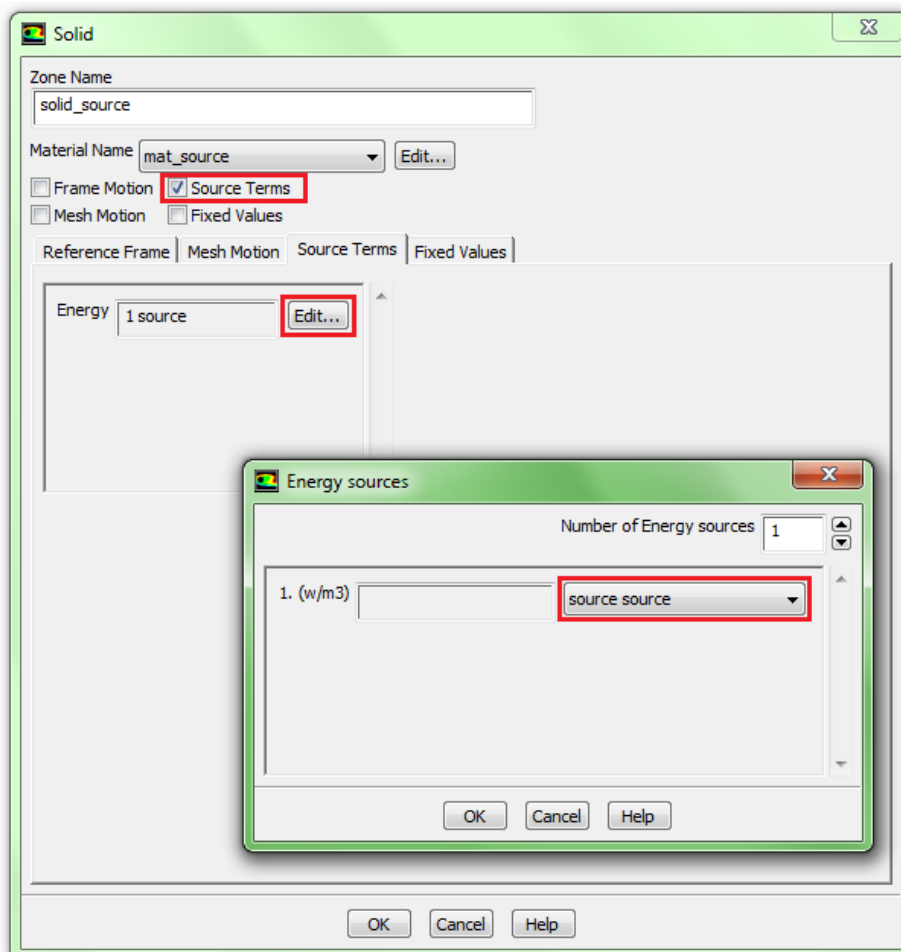 Solid
Zone Name
solid_source
Material Name mat_source Edit...
Frame Motion Source Terms
Mesh Motion Fixed Values
Reference Frame Mesh Motion Source Terms Fixed Values
Energy 1 source Edit...
Energy sources
Number of Energy sources 1
1. (w/m3) source source
OK Cancel Help
OK Cancel Help